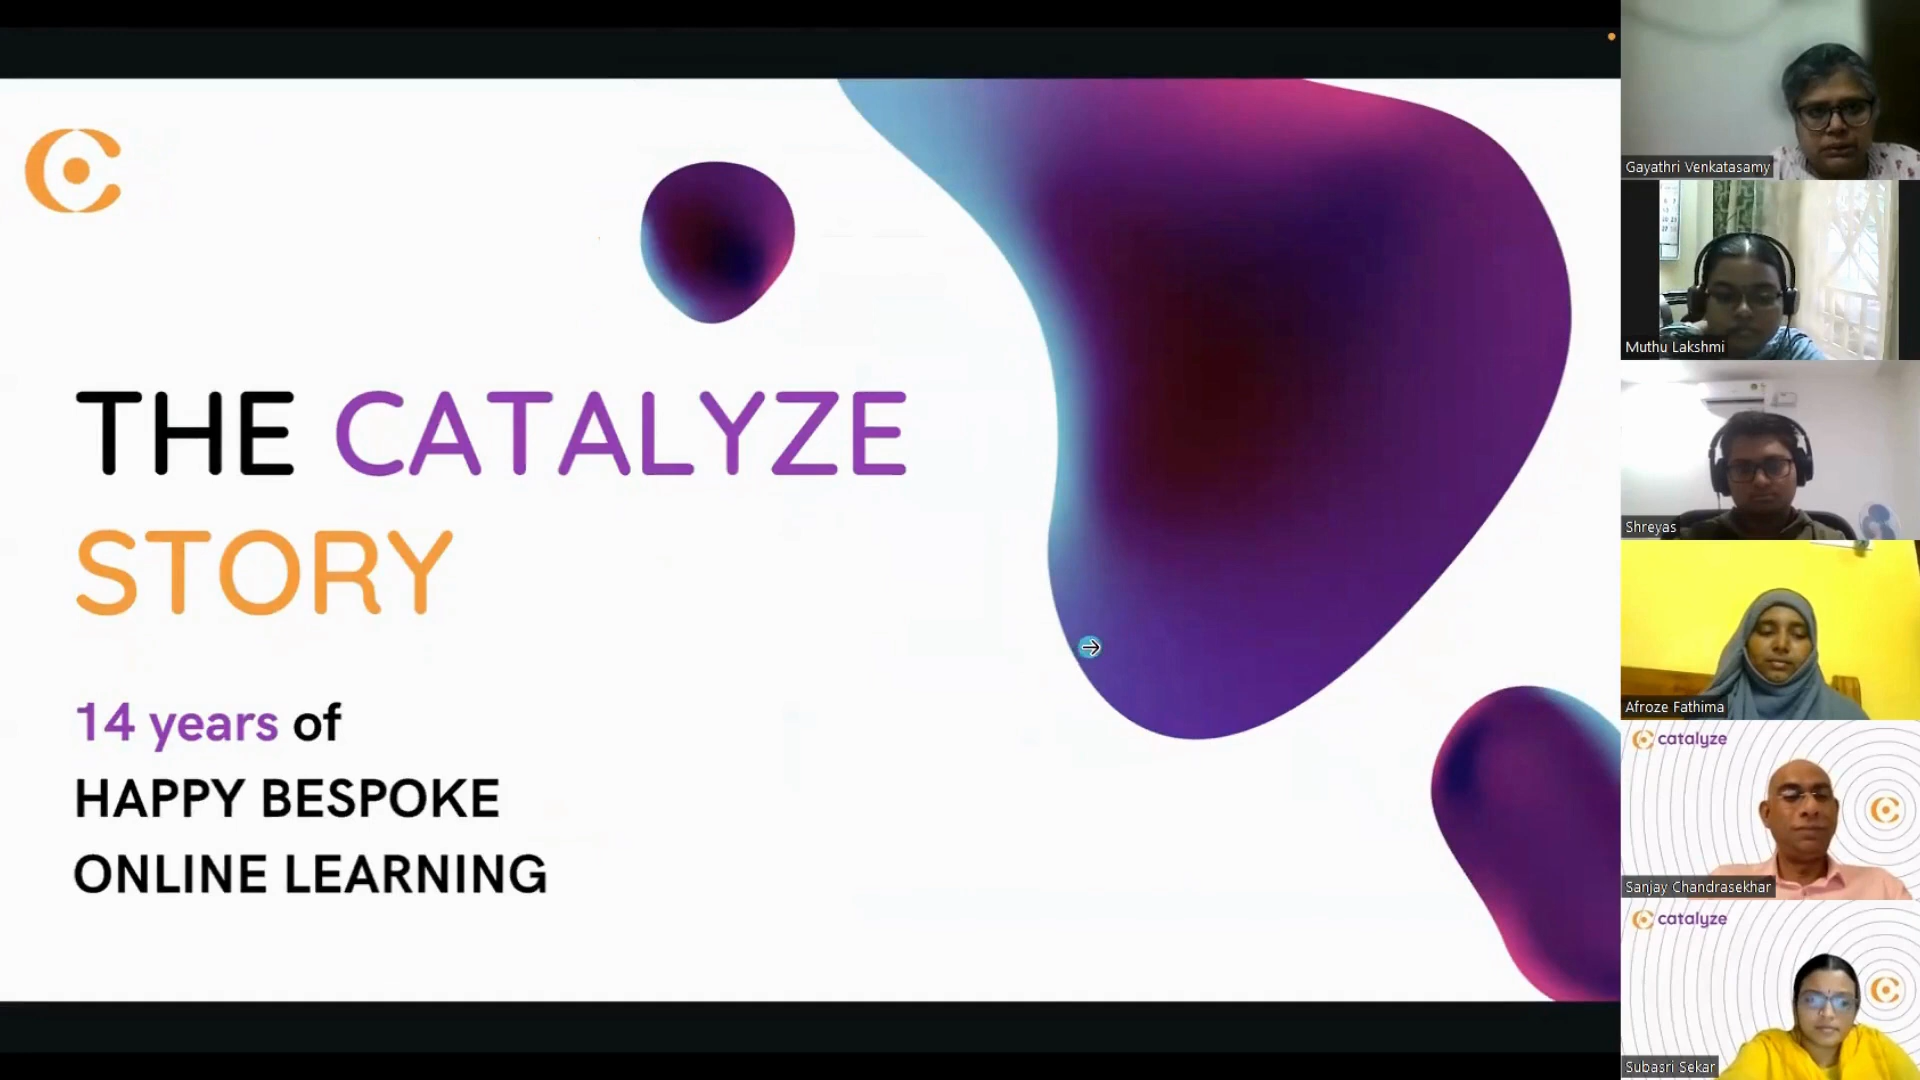 THE CATALYZE
STORY
14 years of
HAPPY BESPOKE
ONLINE LEARNING
Gayathri Venkatasamy
Muthu Lakshmi
Shreyas
Afroze Fathima
catalyze
Sanjay Chandrasekhar
catalyze
Subasri Sekar